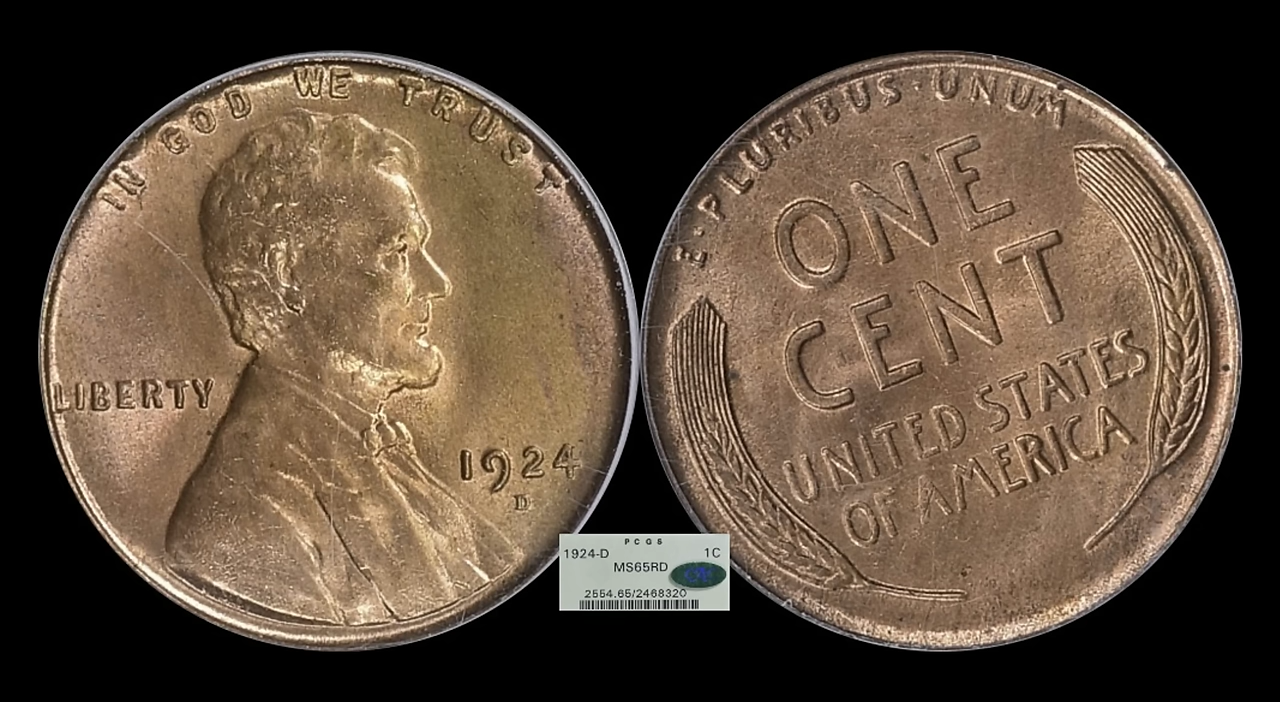 IN GOD WE TRUST
LIBERTY
1924
D
E·PLURIBUS·UNUM
ONE
CENT
UNITED STATES
OF AMERICA
PCGS
1924-D 1C
MS65RD
2554.65/2468320